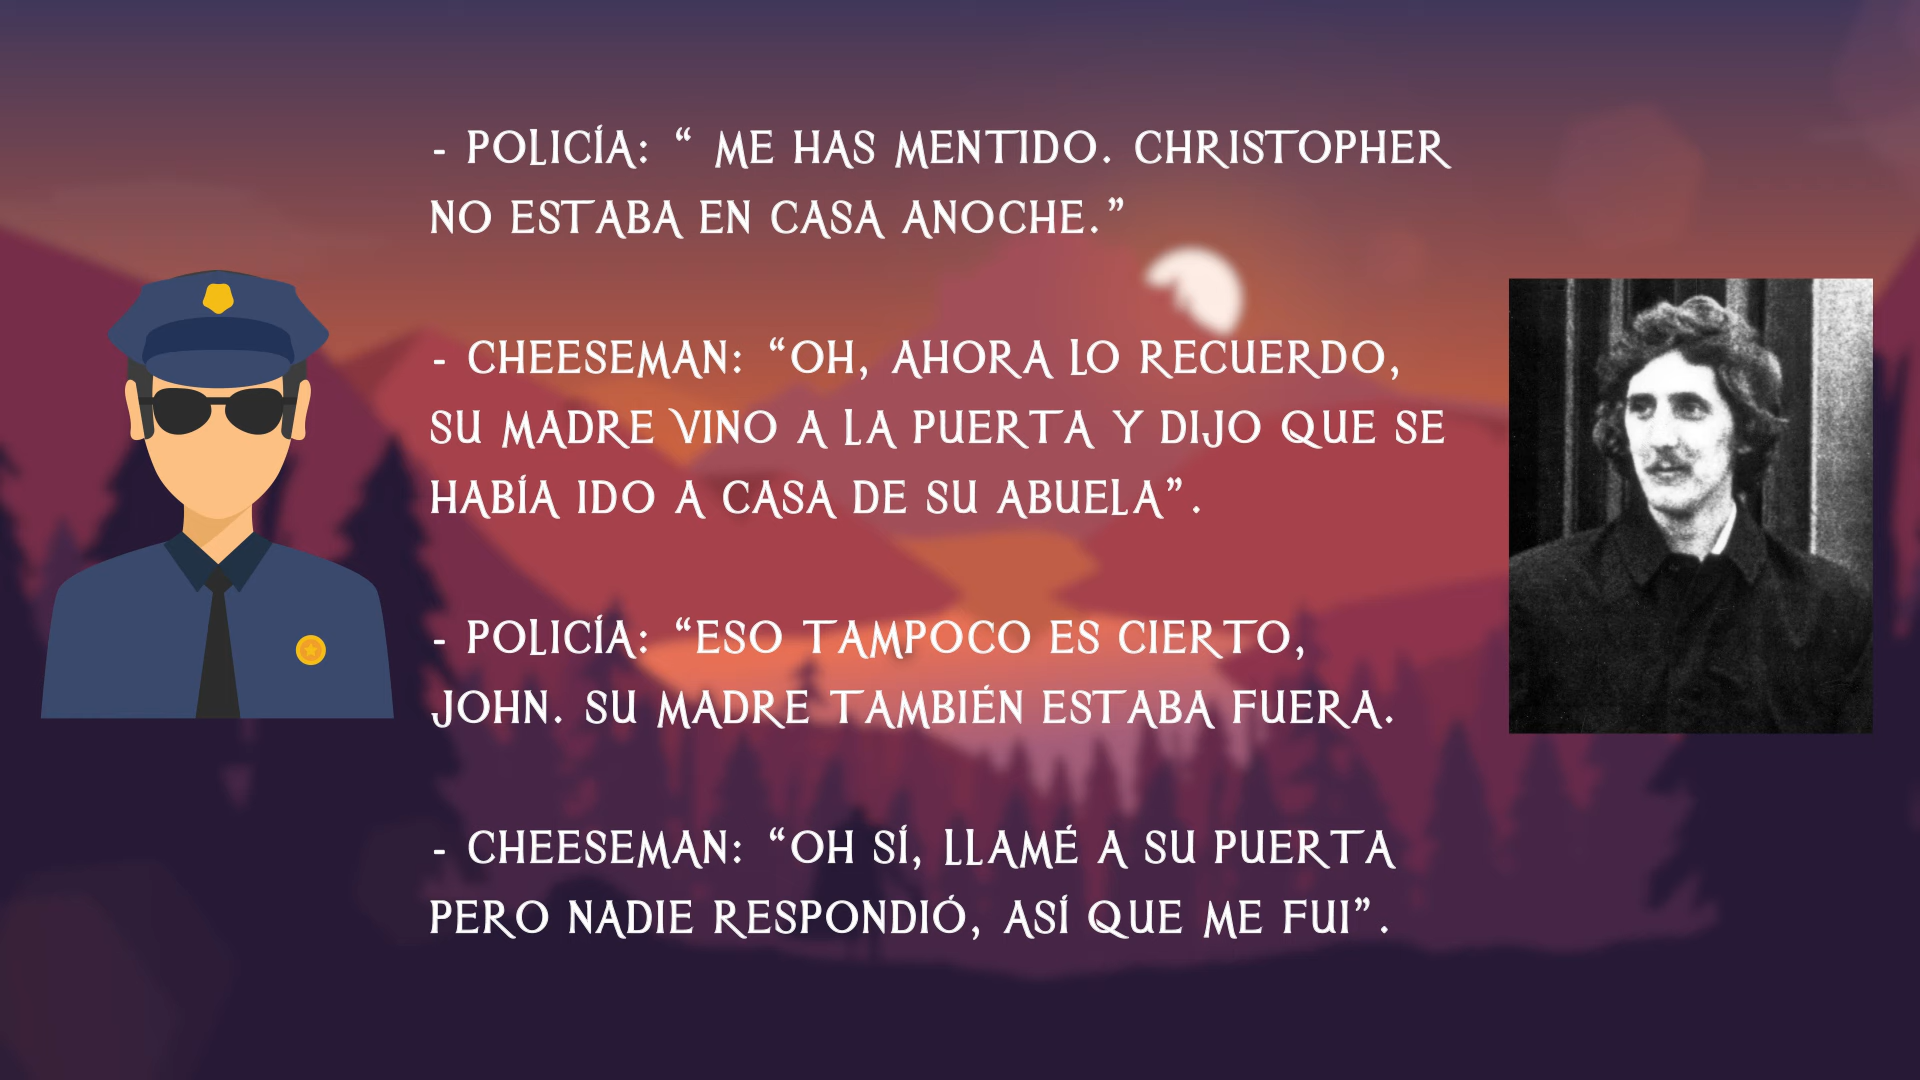 - POLICÍA: “ ME HAS MENTIDO. CHRISTOPHER
NO ESTABA EN CASA ANOCHE.”
- CHEESEMAN: “OH, AHORA LO RECUERDO,
SU MADRE VINO A LA PUERTA Y DIJO QUE SE
HABÍA IDO A CASA DE SU ABUELA”.
- POLICÍA: “ESO TAMPOCO ES CIERTO,
JOHN. SU MADRE TAMBIÉN ESTABA FUERA.
- CHEESEMAN: “OH SÍ, LLAMÉ A SU PUERTA
PERO NADIE RESPONDIÓ, ASÍ QUE ME FUI”.